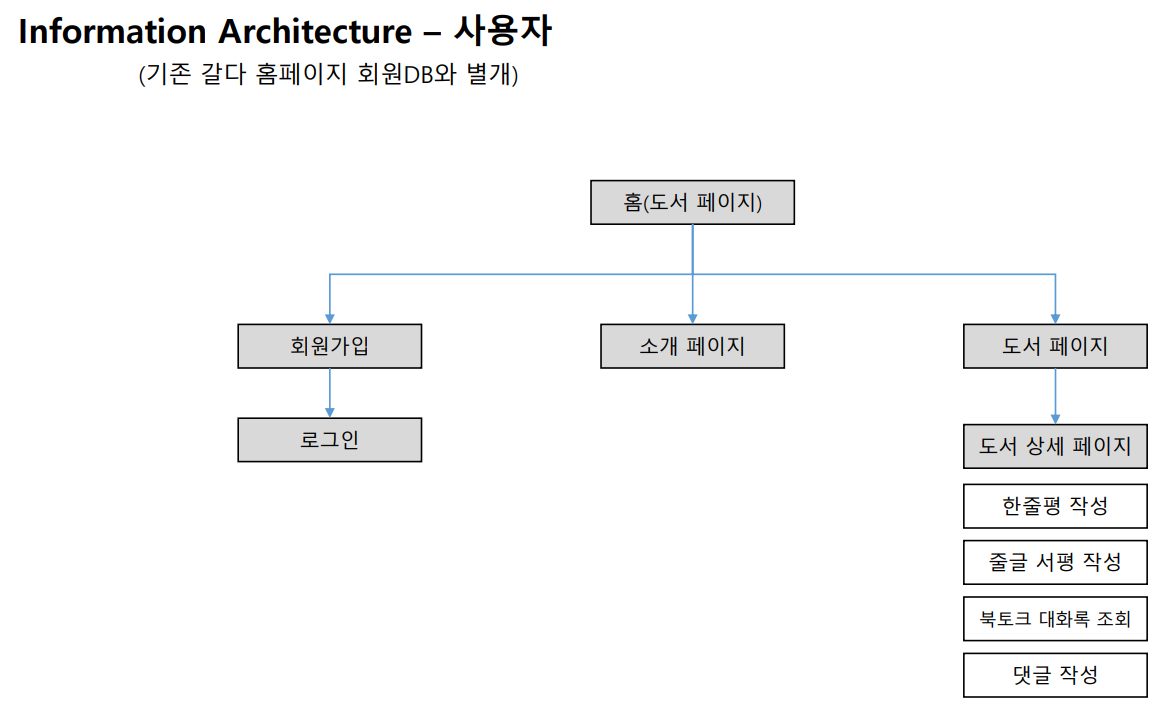 Information Architecture – 사용자
(기존 갈다 홈페이지 회원DB와 별개)
홈(도서 페이지)
회원가입
소개 페이지
도서 페이지
로그인
도서 상세 페이지
한줄평 작성
줄글 서평 작성
북토크 대화록 조회
댓글 작성